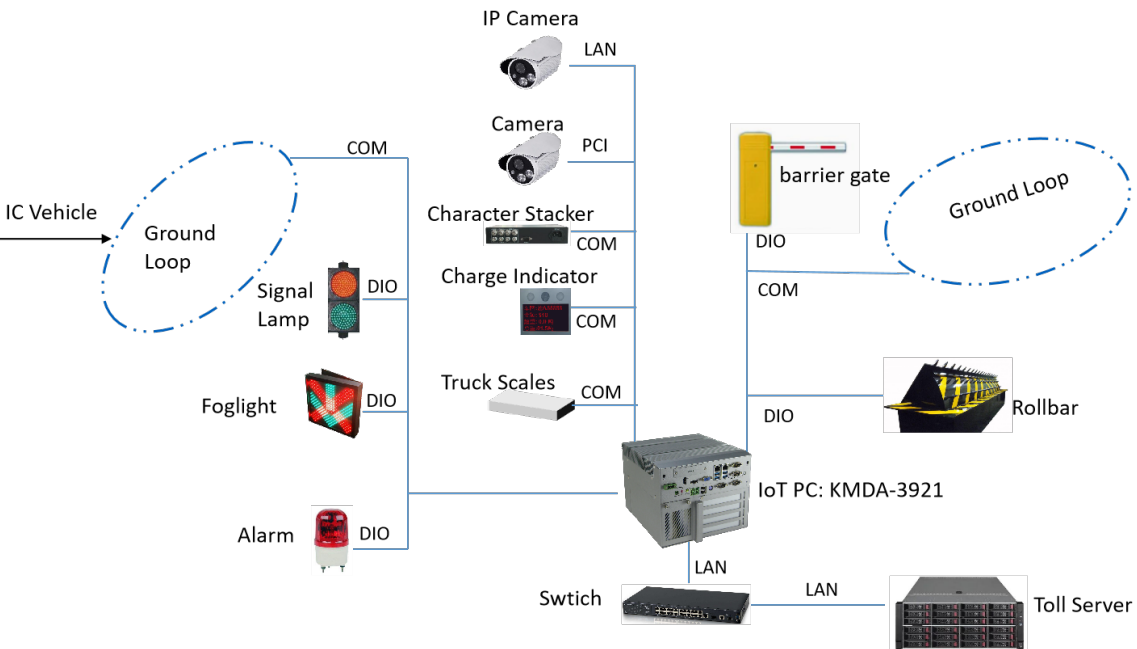 IP Camera
LAN
Camera
PCI
COM
barrier gate
Ground Loop
IC Vehicle
Ground
Loop
Character Stacker
COM
DIO
COM
Signal
Lamp
DIO
Charge Indicator
COM
Truck Scales
COM
Foglight
DIO
DIO
Rollbar
IoT PC: KMDA-3921
Alarm
DIO
LAN
Swtich
LAN
Toll Server